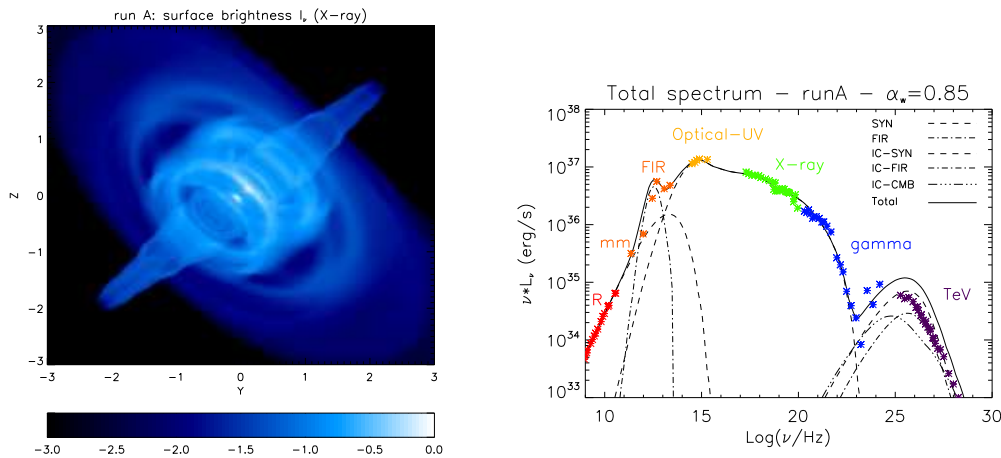 run A: surface brightness Iν (X-ray)
3
2
1
0
−1
−2
−3
Z
−3 −2 −1 0 1 2 3
Y
−3.0 −2.5 −2.0 −1.5 −1.0 −0.5 0.0
Total spectrum − runA − αw=0.85
10^38
10^37
10^36
10^35
10^34
10^33
ν*Lν (erg/s)
SYN
FIR
IC−SYN
IC−FIR
IC−CMB
Total
Optical−UV
FIR
X−ray
mm
gamma
R
TeV
10 15 20 25 30
Log(ν/Hz)